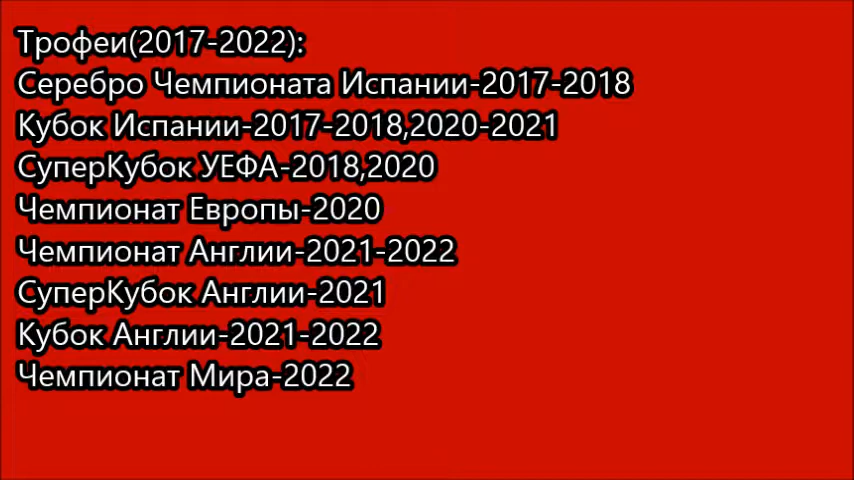 Трофеи(2017-2022):
Серебро Чемпионата Испании-2017-2018
Кубок Испании-2017-2018,2020-2021
СуперКубок УЕФА-2018,2020
Чемпионат Европы-2020
Чемпионат Англии-2021-2022
СуперКубок Англии-2021
Кубок Англии-2021-2022
Чемпионат Мира-2022